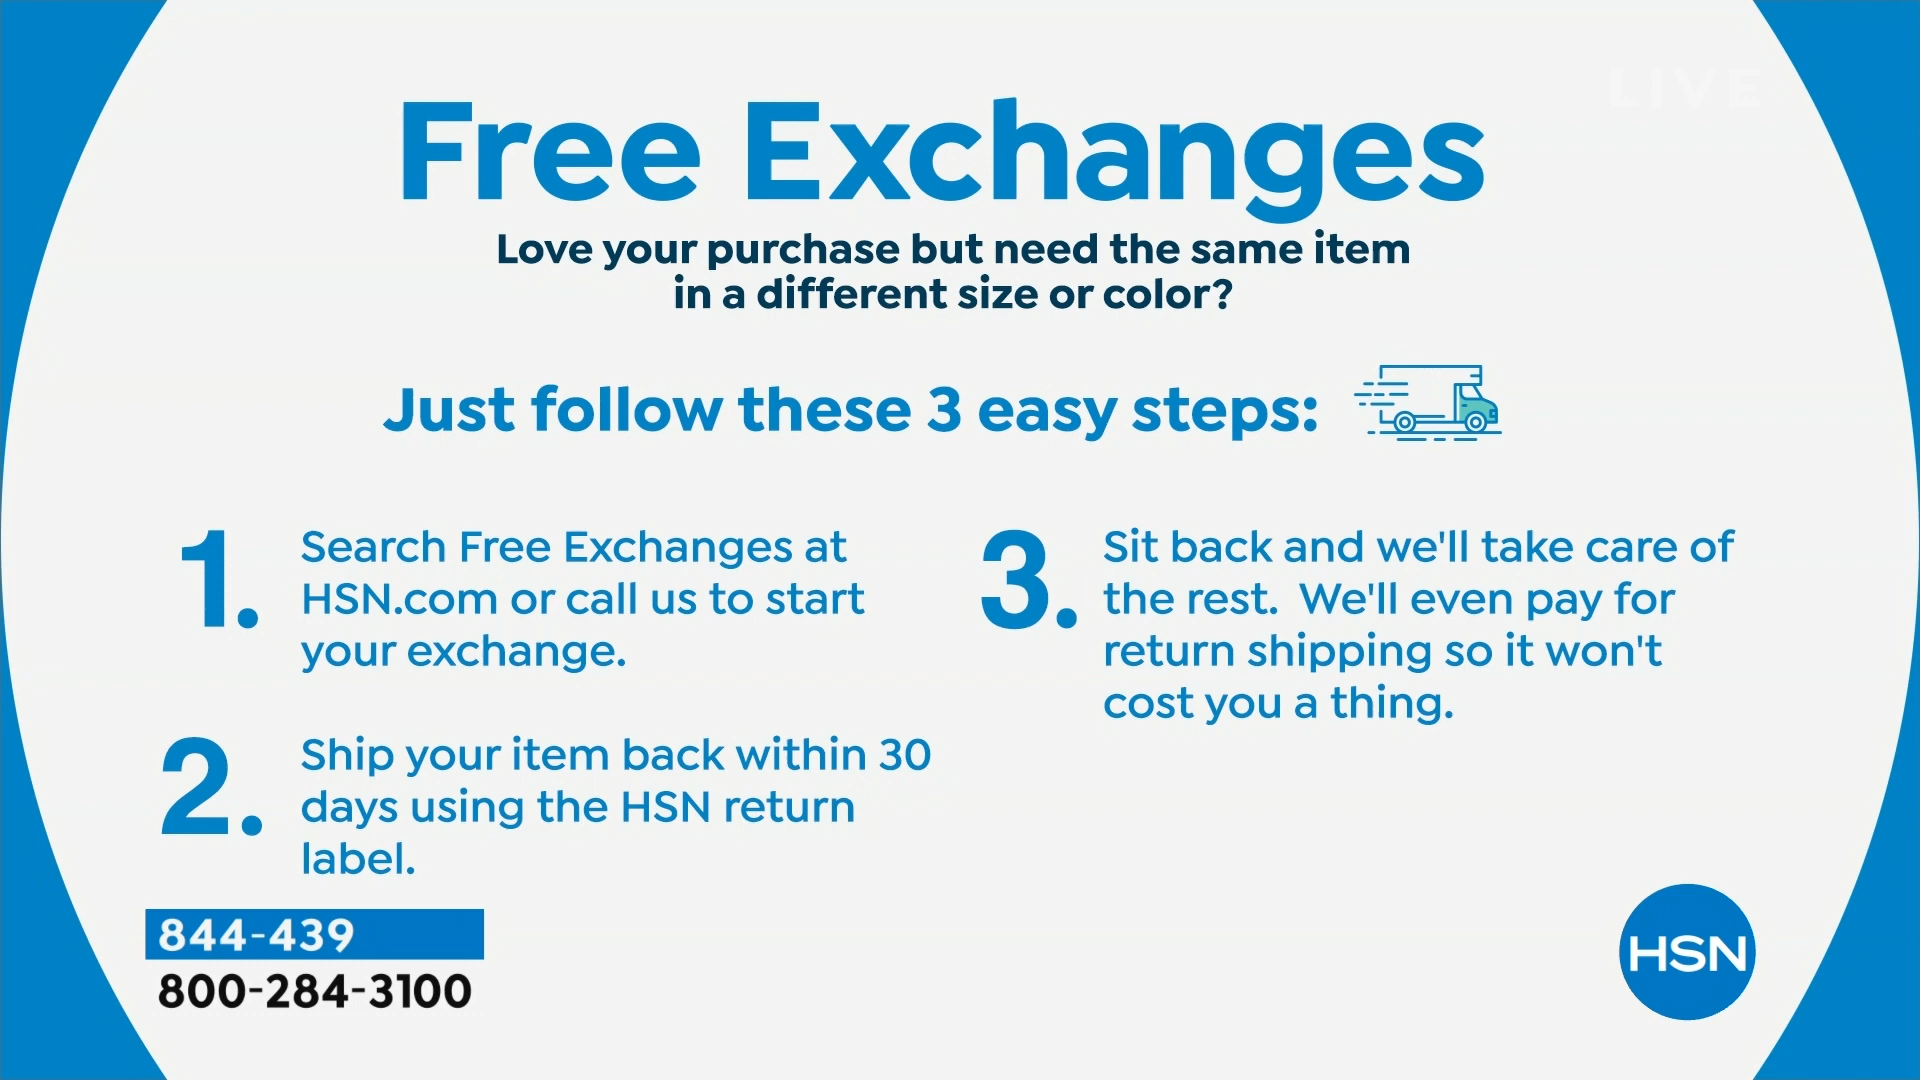 LIVE
Free Exchanges
Love your purchase but need the same item
in a different size or color?
Just follow these 3 easy steps:
1. Search Free Exchanges at
HSN.com or call us to start
your exchange.
2. Ship your item back within 30
days using the HSN return
label.
3. Sit back and we'll take care of
the rest. We'll even pay for
return shipping so it won't
cost you a thing.
844-439
800-284-3100
HSN